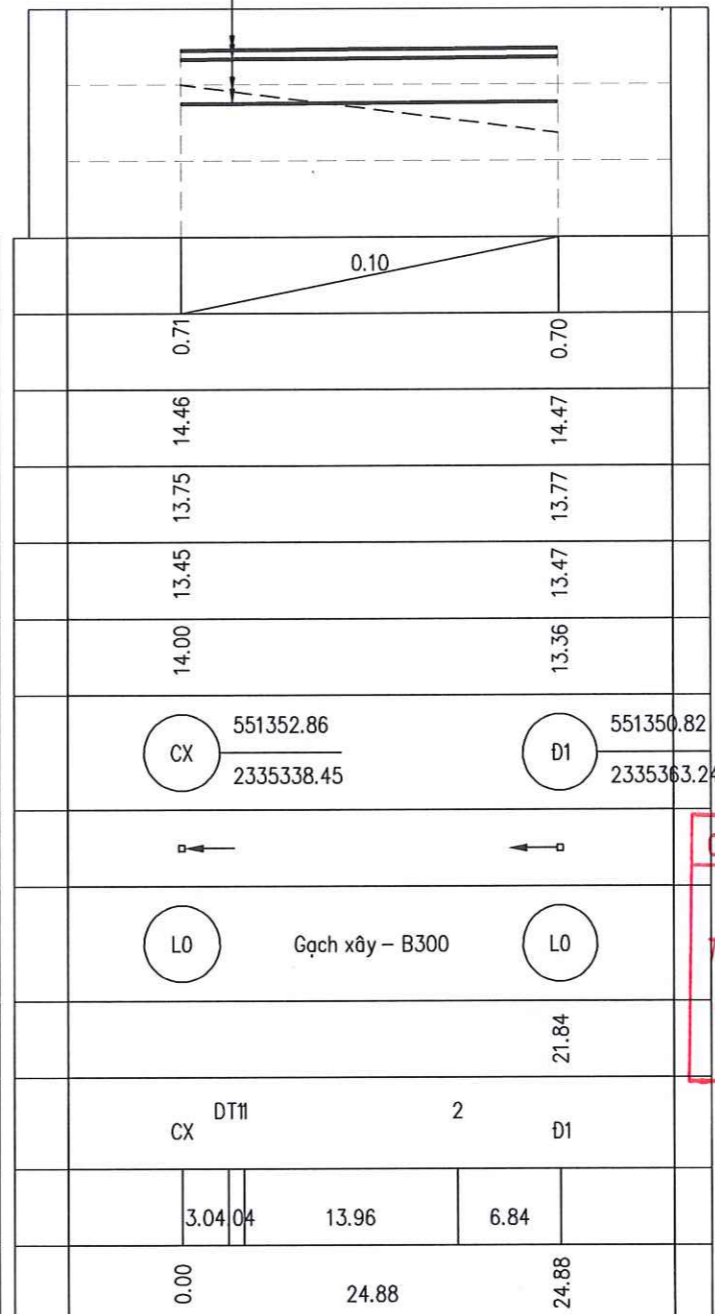 0.10
0.71 0.70
14.46 14.47
13.75 13.77
13.45 13.47
14.00 13.36
CX 551352.86 Đ1 551350.82
2335338.45 2335363.24
L0 Gạch xây – B300 L0
21.84
DT11 2
CX Đ1
3.04 .04 13.96 6.84
0.00 24.88 24.88